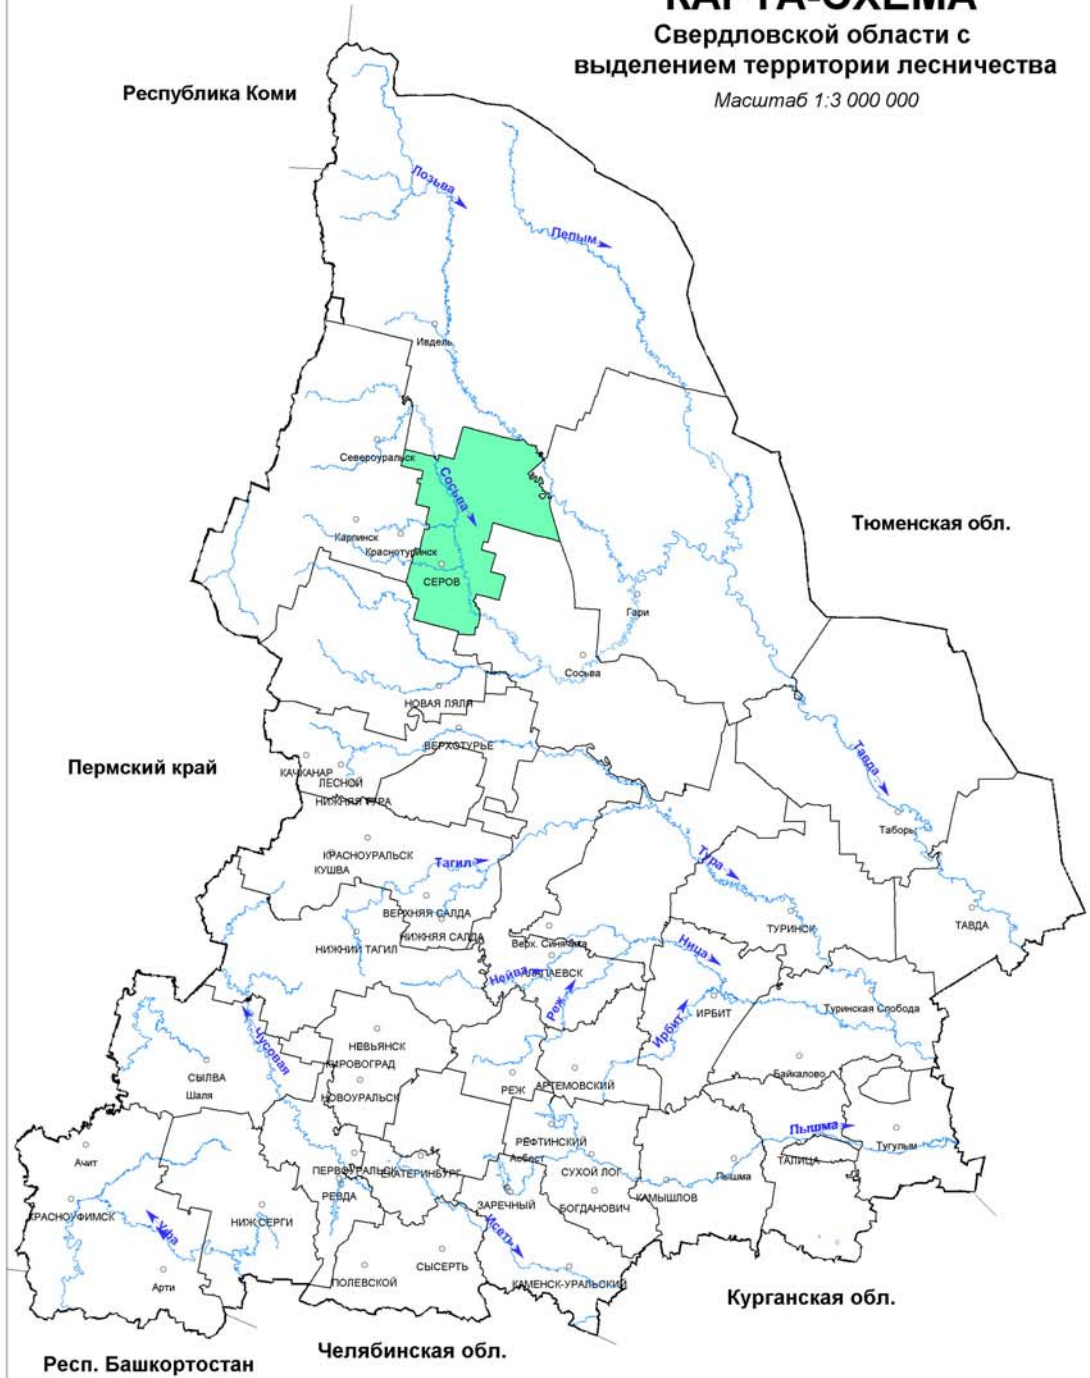 КАРТА-СХЕМА
Свердловской области с
выделением территории лесничества
Масштаб 1:3 000 000
Республика Коми
Лозьва
Пелым
Ивдель
Североуральск
Сосьва
Тюменская обл.
Карпинск
Краснотурьинск
СЕРОВ
Гари
Сосьва
НОВАЯ ЛЯЛЯ
ВЕРХОТУРЬЕ
Пермский край
КАЧКАНАР
ЛЕСНОЙ
НИЖНЯЯ ТУРА
Тавда
Таборы
КРАСНОУРАЛЬСК
КУШВА
Тагил
Тура
ВЕРХНЯЯ САЛДА
НИЖНЯЯ САЛДА
НИЖНИЙ ТАГИЛ
ТУРИНСК
ТАВДА
Верх. Синячиха
Ница
Нейва
АЛАПАЕВСК
Реж
Ирбит
ИРБИТ
Туринская Слобода
Чусовая
НЕВЬЯНСК
КИРОВОГРАД
СЫЛВА
Шаля
НОВОУРАЛЬСК
РЕЖ
АРТЕМОВСКИЙ
Байкалово
Пышма
Тугулым
РЕФТИНСКИЙ
Асбест
СУХОЙ ЛОГ
ТАЛИЦА
Пышма
Ачит
ПЕРВОУРАЛЬСК
ЕКАТЕРИНБУРГ
РЕВДА
ЗАРЕЧНЫЙ
БОГДАНОВИЧ
КАМЫШЛОВ
КРАСНОУФИМСК
Уфа
НИЖ.СЕРГИ
Исеть
Арти
ПОЛЕВСКОЙ
СЫСЕРТЬ
КАМЕНСК-УРАЛЬСКИЙ
Курганская обл.
Челябинская обл.
Респ. Башкортостан